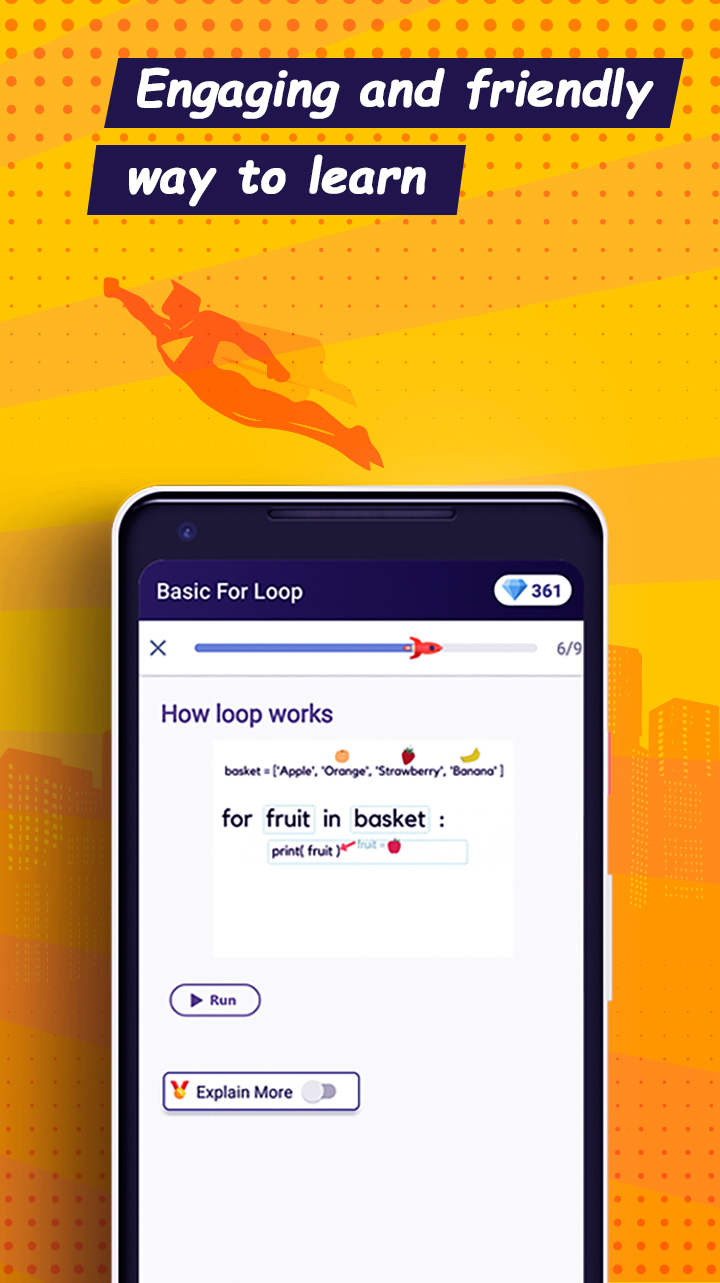 Engaging and friendly
way to learn
Basic For Loop
361
6/9
How loop works
basket = ['Apple', 'Orange', 'Strawberry', 'Banana' ]
for fruit in basket :
print( fruit ) fruit =
Run
Explain More